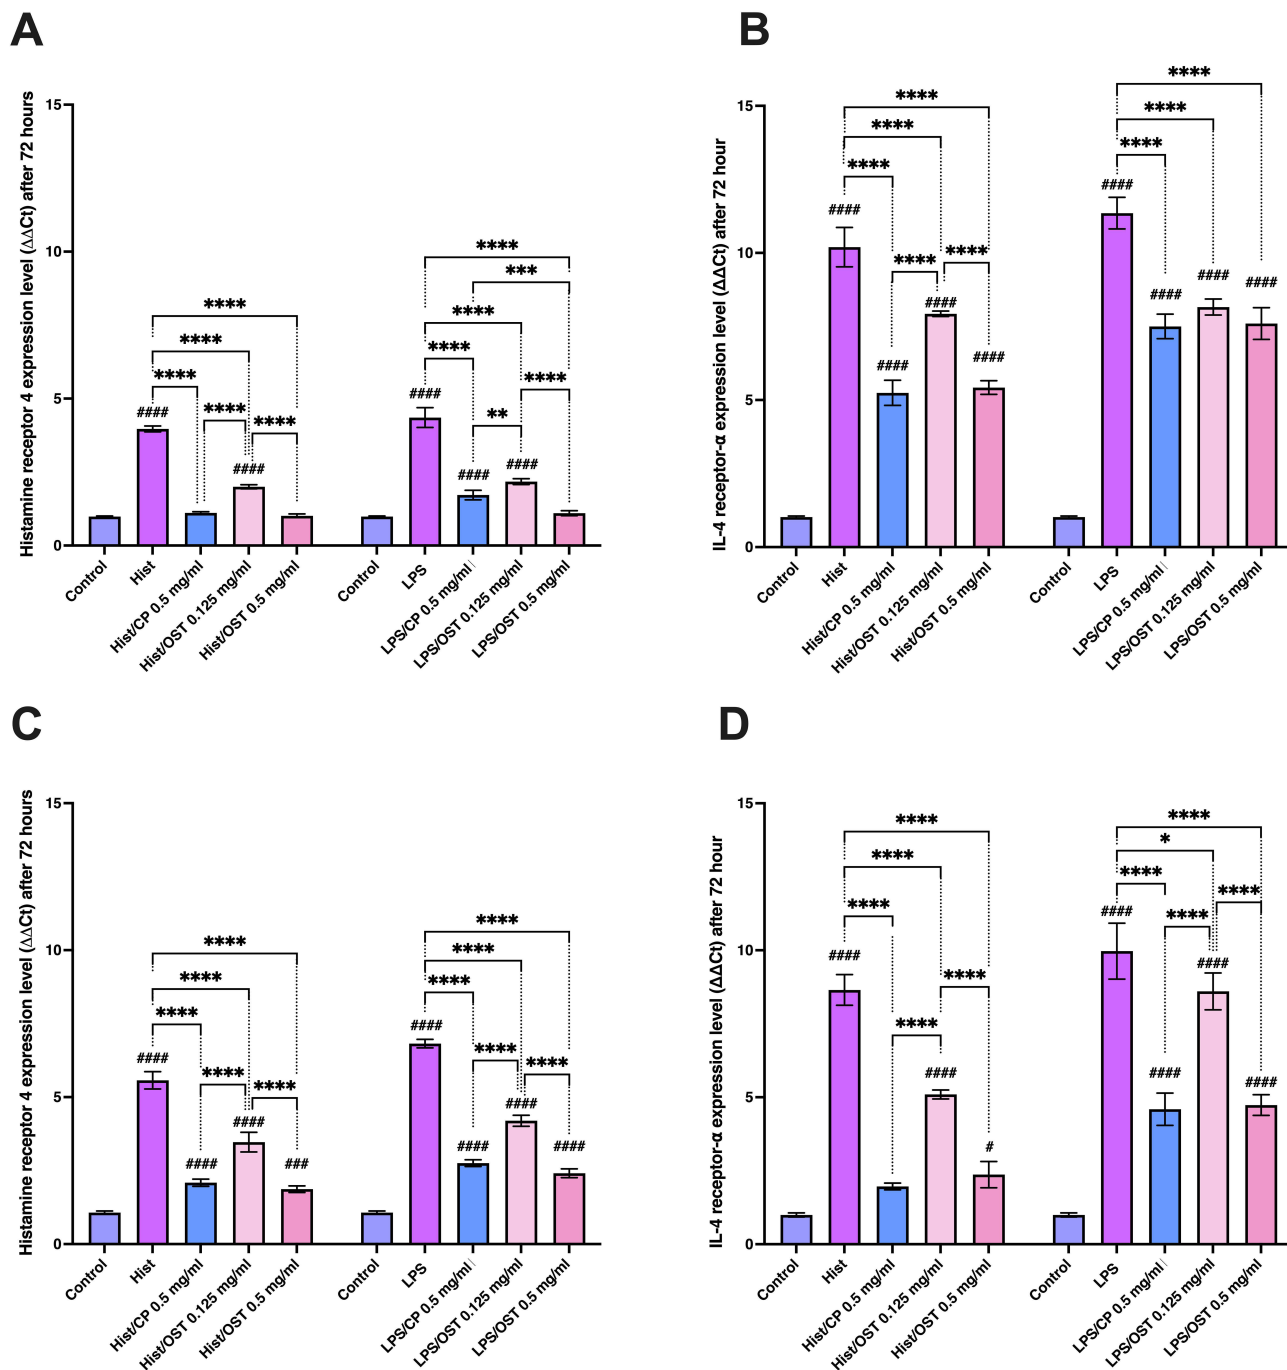 A
Histamine receptor 4 expression level (ΔΔCt) after 72 hours
15
10
5
0
****
***
****
****
****
****
****
****
****
**
####
####
####
####
****
****
Control
Hist
Hist/CP 0.5 mg/ml
Hist/OST 0.125 mg/ml
Hist/OST 0.5 mg/ml
Control
LPS
LPS/CP 0.5 mg/ml
LPS/OST 0.125 mg/ml
LPS/OST 0.5 mg/ml
B
IL-4 receptor-α expression level (ΔΔCt) after 72 hour
15
10
5
0
****
****
****
****
****
****
####
####
****
****
####
####
####
####
####
####
Control
Hist
Hist/CP 0.5 mg/ml
Hist/OST 0.125 mg/ml
Hist/OST 0.5 mg/ml
Control
LPS
LPS/CP 0.5 mg/ml
LPS/OST 0.125 mg/ml
LPS/OST 0.5 mg/ml
C
Histamine receptor 4 expression level (ΔΔCt) after 72 hours
15
10
5
0
****
****
****
****
****
****
####
****
****
####
****
****
####
####
####
###
####
####
Control
Hist
Hist/CP 0.5 mg/ml
Hist/OST 0.125 mg/ml
Hist/OST 0.5 mg/ml
Control
LPS
LPS/CP 0.5 mg/ml
LPS/OST 0.125 mg/ml
LPS/OST 0.5 mg/ml
D
IL-4 receptor-α expression level (ΔΔCt) after 72 hour
15
10
5
0
****
****
*
****
****
****
****
####
****
####
####
****
****
####
#
####
####
Control
Hist
Hist/CP 0.5 mg/ml
Hist/OST 0.125 mg/ml
Hist/OST 0.5 mg/ml
Control
LPS
LPS/CP 0.5 mg/ml
LPS/OST 0.125 mg/ml
LPS/OST 0.5 mg/ml